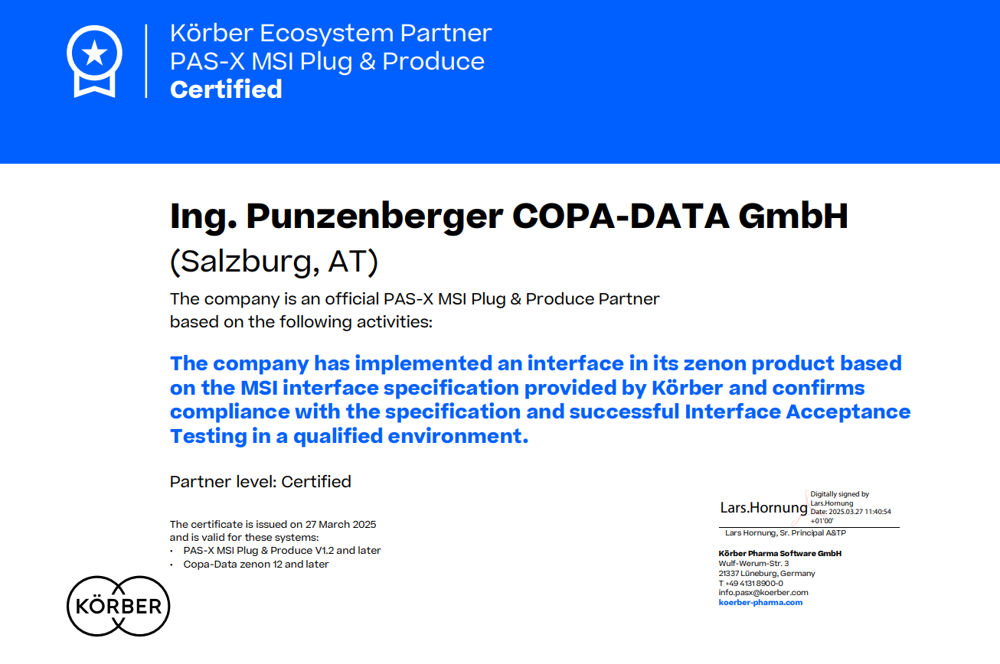 Körber Ecosystem Partner
PAS-X MSI Plug & Produce
Certified
Ing. Punzenberger COPA-DATA GmbH
(Salzburg, AT)
The company is an official PAS-X MSI Plug & Produce Partner
based on the following activities:
The company has implemented an interface in its zenon product based
on the MSI interface specification provided by Körber and confirms
compliance with the specification and successful Interface Acceptance
Testing in a qualified environment.
Partner level: Certified
The certificate is issued on 27 March 2025
and is valid for these systems:
• PAS-X MSI Plug & Produce V1.2 and later
• Copa-Data zenon 12 and later
KÖRBER
Lars.Hornung
Digitally signed by
Lars.Hornung
Date: 2025.03.27 11:40:54
+01'00'
Lars Hornung, Sr. Principal A&TP
Körber Pharma Software GmbH
Wulf-Werum-Str. 3
21337 Lüneburg, Germany
T +49 4131 8900-0
info.pasx@koerber.com
koerber-pharma.com